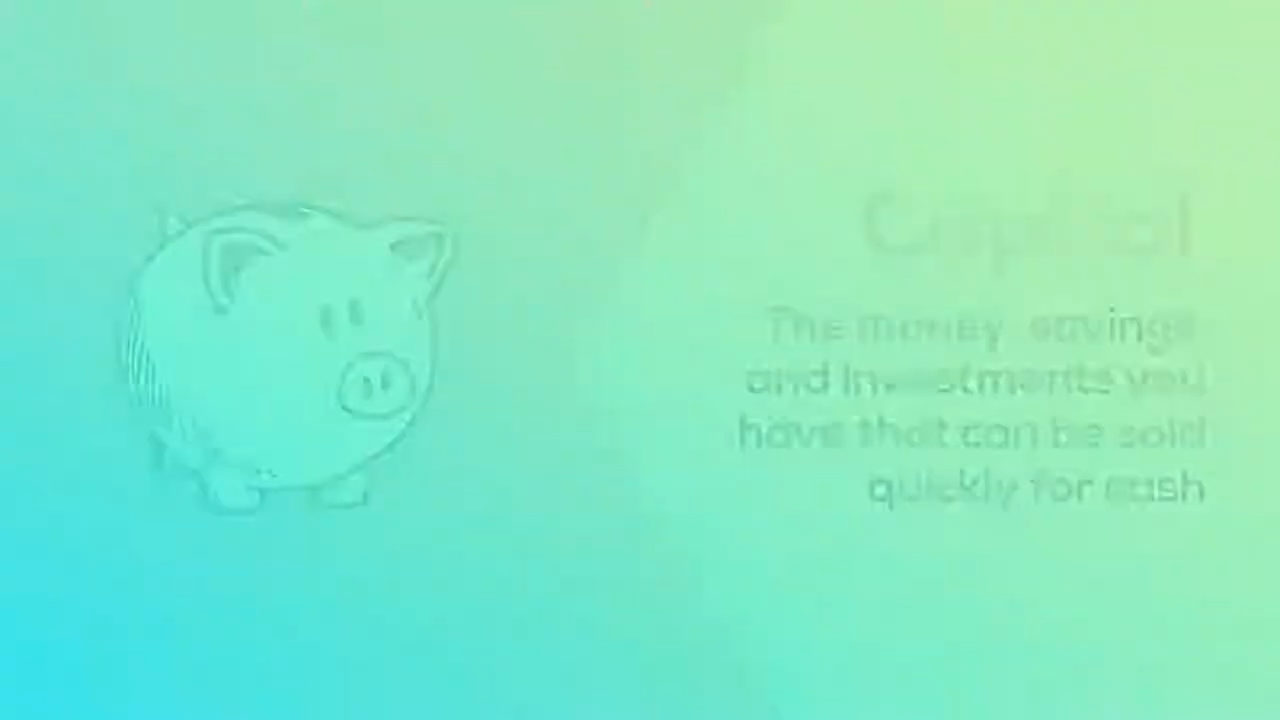 Capital
The money, savings
and investments you
have that can be sold
quickly for cash